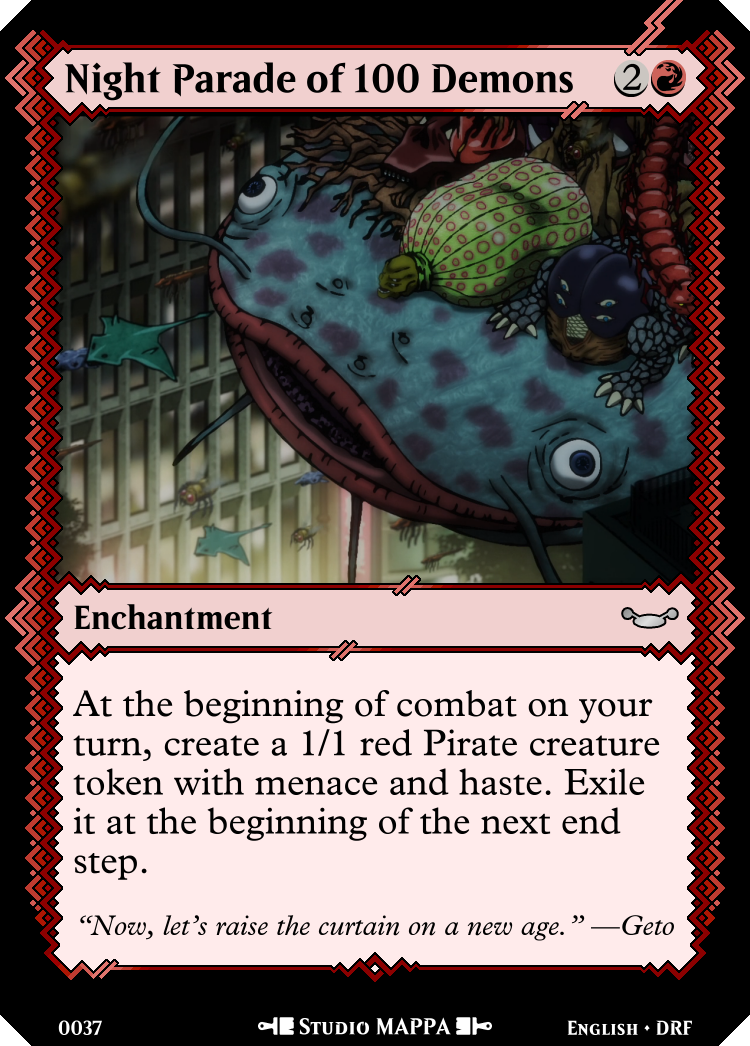 Night Parade of 100 Demons 2
Enchantment
At the beginning of combat on your
turn, create a 1/1 red Pirate creature
token with menace and haste. Exile
it at the beginning of the next end
step.
“Now, let’s raise the curtain on a new age.” —Geto
0037 Studio MAPPA English • DRF